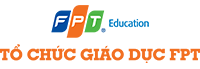 FPT Education
TỔ CHỨC GIÁO DỤC FPT